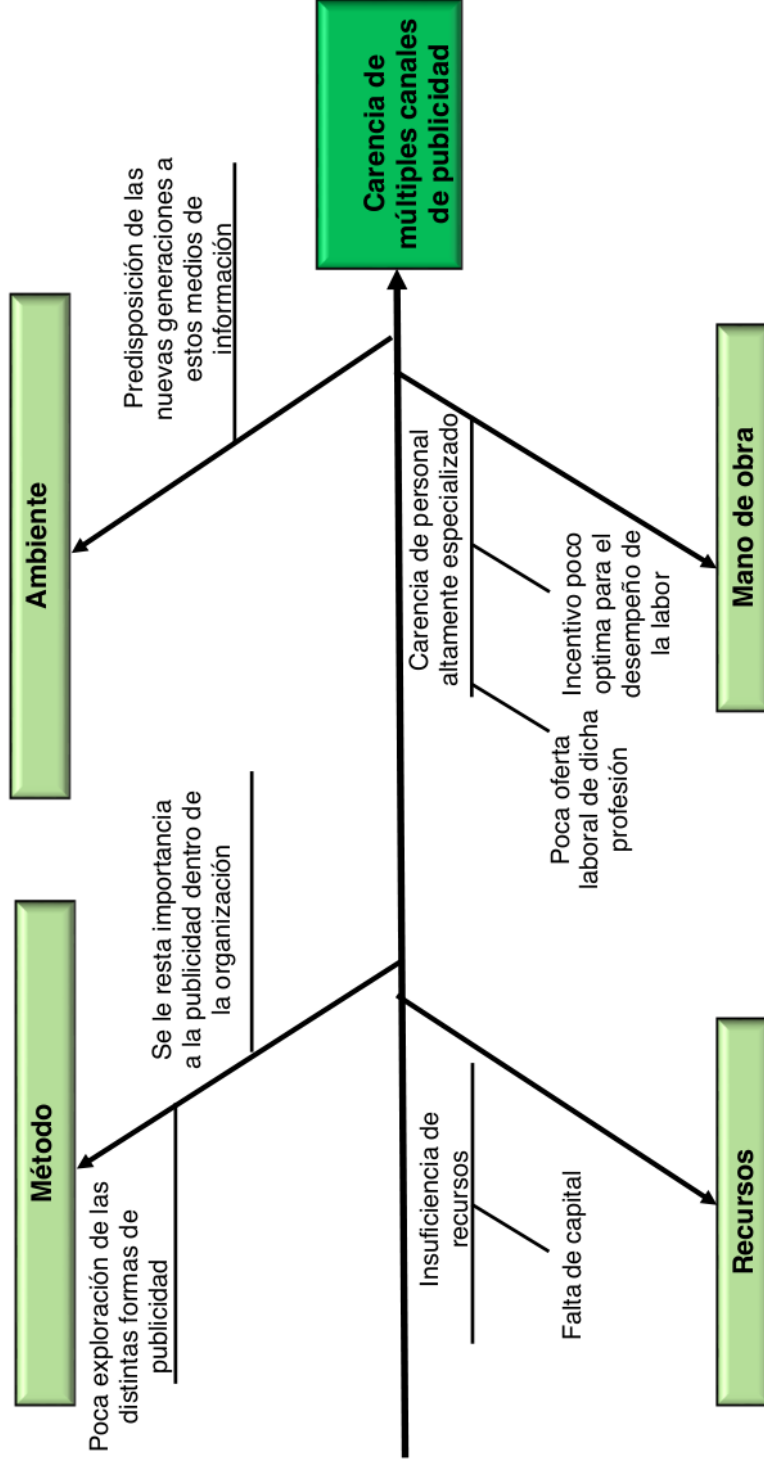 Método
Ambiente
Poca exploración de las
distintas formas de
publicidad
Se le resta importancia
a la publicidad dentro de
la organización
Predisposición de las
nuevas generaciones a
estos medios de
información
Carencia de
múltiples canales
de publicidad
Insuficiencia de
recursos
Falta de capital
Carencia de personal
altamente especializado
Poca oferta
laboral de dicha
profesión
Incentivo poco
optima para el
desempeño de
la labor
Recursos
Mano de obra